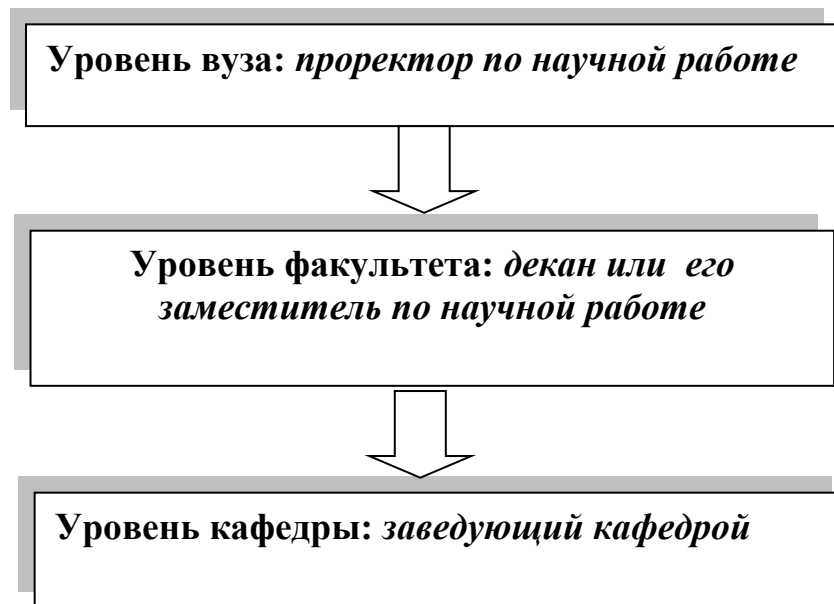 Уровень вуза: проректор по научной работе
Уровень факультета: декан или его
заместитель по научной работе
Уровень кафедры: заведующий кафедрой